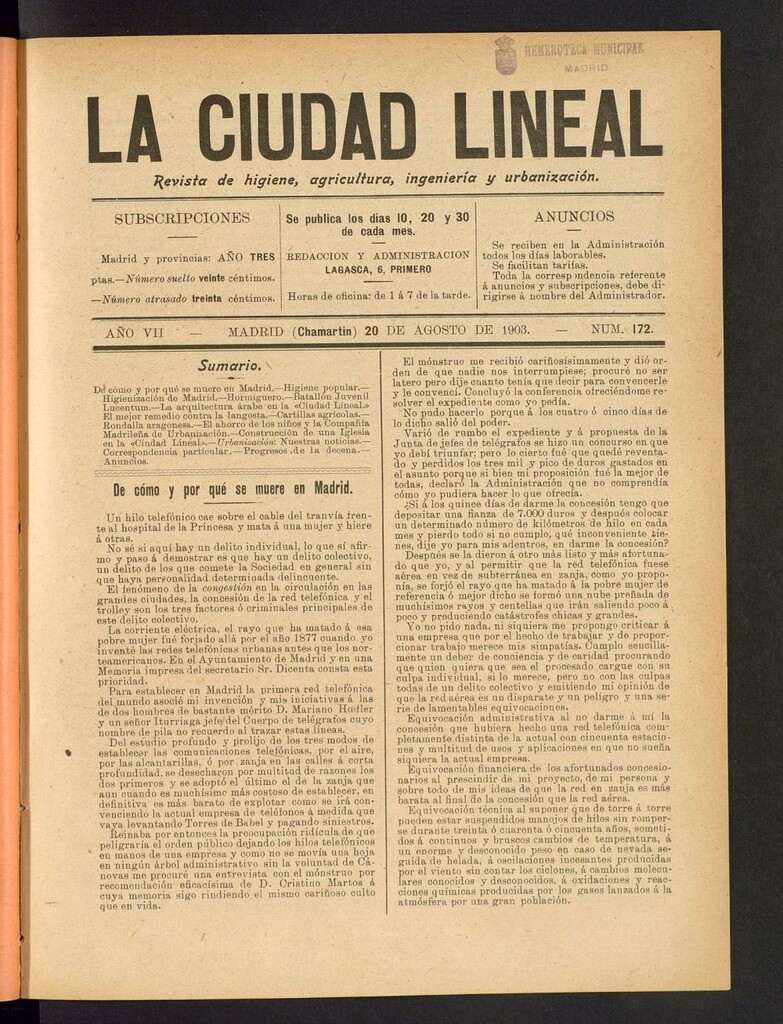 HEMEROTECA MUNICIPAL
MADRID
LA CIUDAD LINEAL
Revista de higiene, agricultura, ingeniería y urbanización.
SUBSCRIPCIONES
Madrid y provincias: AÑO TRES
ptas.—Número suelto veinte céntimos.
—Número atrasado treinta céntimos.
Se publica los dias 10, 20 y 30
de cada mes.
REDACCION Y ADMINISTRACION
LAGASCA, 6, PRIMERO
Horas de oficina: de 1 á 7 de la tarde.
ANUNCIOS
Se reciben en la Administración
todos los días laborables.
Se facilitan tarifas.
Toda la corresp ndencia referente
á anuncios y subscripciones, debe di-
rigirse á nombre del Administrador.
AÑO VII — MADRID (Chamartin) 20 DE AGOSTO DE 1903. — NUM. 172.
Sumario.
De cómo y por qué se muere en Madrid.—Higiene popular.—
Higienización de Madrid.—Hormiguero.—Batallón Juvenil
Lucentum.—La arquitectura árabe en la «Ciudad Lineal.»
El mejor remedio contra la langosta.—Cartillas agrícolas.—
Rondalla aragonesa.—El ahorro de los niños y la Compañia
Madrileña de Urbanización.—Construcción de una Iglesia
en la «Ciudad Lineal».—Urbanización: Nuestras noticias.—
Correspondencia particular.—Progresos de la decena.—
Anuncios.
De cómo y por qué se muere en Madrid.
Un hilo telefónico cae sobre el cable del tranvía fren-
te al hospital de la Princesa y mata á una mujer y hiere
á otras.
No sé si aquí hay un delito individual, lo que sí afir-
mo y paso á demostrar es que hay un delito colectivo,
un delito de los que comete la Sociedad en general sin
que haya personalidad determinada delincuente.
El fenómeno de la congestión en la circulación en las
grandes ciudades, la concesión de la red telefónica y el
trolley son los tres factores ó criminales principales de
este delito colectivo.
La corriente eléctrica, el rayo que ha matado á esa
pobre mujer fué forjado allá por el año 1877 cuando yo
inventé las redes telefónicas urbanas antes que los nor-
teamericanos. En el Ayuntamiento de Madrid y en una
Memoria impresa del secretario Sr. Dicenta consta esta
prioridad.
Para establecer en Madrid la primera red telefónica
del mundo asocié mi invención y mis iniciativas á las
de dos hombres de bastante mérito D. Mariano
y un señor Iturriaga jefe del Cuerpo de telégrafos cuyo
nombre de pila no recuerdo al trazar estas líneas.
Del estudio profundo y prolijo de los tres modos de
establecer las comunicaciones telefónicas, por el aire,
por las alcantarillas, ó por zanja en las calles á corta
profundidad, se desecharon por multitud de razones los
dos primeros y se adoptó el último el de la zanja que
aun cuando es muchísimo más costoso de establecer, en
definitiva es más barato de explotar como se irá con-
venciendo la actual empresa de teléfonos á medida que
vaya levantando Torres de Babel y pagando siniestros.
Reinaba por entonces la preocupación ridícula de que
peligraría el orden público dejando los hilos telefónicos
en manos de una empresa y como no se movía una hoja
en ningún árbol administrativo sin la voluntad de Cá-
novas me procuré una entrevista con el mónstruo por
recomendación eficacísima de D. Cristino Martos á
cuya memoria sigo rindiendo el mismo cariñoso culto
que en vida.
El mónstruo me recibió cariñosísimamente y dió or-
den de que nadie nos interrumpiese; procuré no ser
latero pero dije cuanto tenía que decir para convencerle
y le convencí. Concluyó la conferencia ofreciéndome re-
solver el expediente como yo pedía.
No pudo hacerlo porque á los cuatro ó cinco días de
lo dicho salió del poder.
Varió de rumbo el expediente y á propuesta de la
Junta de jefes de telégrafos se hizo un concurso en que
yo debí triunfar; pero lo cierto fué que quedé reventa-
do y perdidos los tres mil y pico de duros gastados en
el asunto porque si bien mi proposición fué la mejor de
todas, declaró la Administración que no comprendía
cómo yo pudiera hacer lo que ofrecía.
¿Si á los quince días de darme la concesión tengo que
depositar una fianza de 7.000 duros y después colocar
un determinado número de kilómetros de hilo en cada
mes y pierdo todo si no cumplo, qué inconveniente tie-
nes, dije yo para mis adentros, en darme la concesión?
Después se la dieron á otro más listo y más afortuna-
do que yo, y al permitir que la red telefónica fuese
aérea en vez de subterránea en zanja, como yo propo-
nía, se forjó el rayo que ha matado á la pobre mujer de
referencia ó mejor dicho se formó una nube preñada de
muchísimos rayos y centellas que irán saliendo poco á
poco y produciendo catástrofes chicas y grandes.
Yo no pido nada, ni siquiera me propongo criticar á
una empresa que por el hecho de trabajar y de propor-
cionar trabajo merece mis simpatías. Cumplo sencilla-
mente un deber de conciencia y de caridad procurando
que quien quiera que sea el procesado cargue con su
culpa individual, si lo merece, pero no con las culpas
todas de un delito colectivo y emitiendo mi opinión de
que la red aérea es un disparate y un peligro y una se-
rie de lamentables equivocaciones.
Equivocación administrativa al no darme á mí la
concesión que hubiera hecho una red telefónica com-
pletamente distinta de la actual con cincuenta estacio-
nes y multitud de usos y aplicaciones en que no sueña
siquiera la actual empresa.
Equivocación financiera de los afortunados concesio-
narios al prescindir de mi proyecto, de mi persona y
sobre todo de mis ideas de que la red en zanja es más
barata al final de la concesión que la red aérea.
Equivocación técnica al suponer que de torre á torre
pueden estar suspendidos manojos de hilos sin romper-
se durante treinta ó cuarenta ó cincuenta años, someti-
dos á contínuos y bruscos cambios de temperatura, á
un enorme y desconocido peso en caso de nevada se-
guida de helada, á oscilaciones incesantes producidas
por el viento sin contar los ciclones, á cambios molecu-
lares conocidos y desconocidos, á oxidaciones y reac-
ciones químicas producidas por los gases lanzados á la
atmósfera por una gran población.